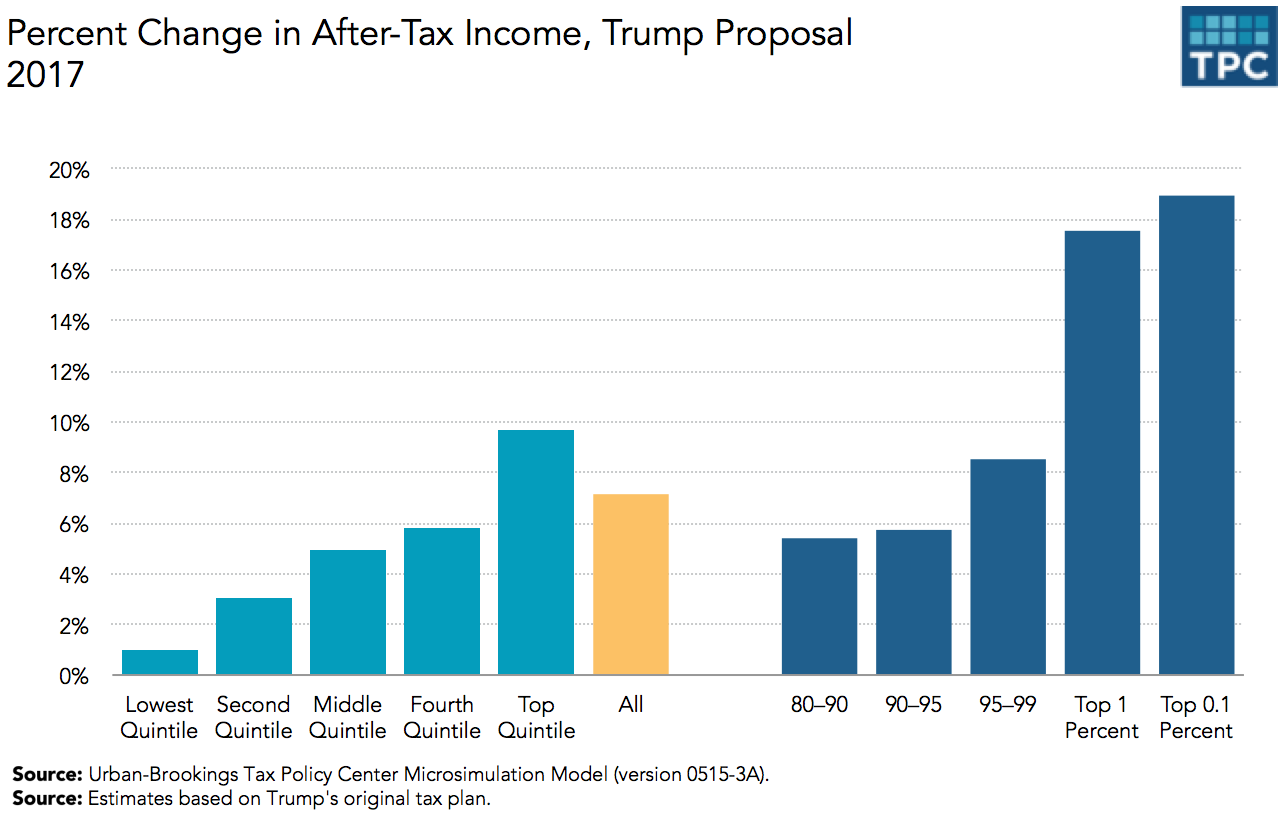 Percent Change in After-Tax Income, Trump Proposal
2017
TPC
20%
18%
16%
14%
12%
10%
8%
6%
4%
2%
0%
Lowest Quintile
Second Quintile
Middle Quintile
Fourth Quintile
Top Quintile
All
80–90
90–95
95–99
Top 1 Percent
Top 0.1 Percent
Source: Urban-Brookings Tax Policy Center Microsimulation Model (version 0515-3A).
Source: Estimates based on Trump's original tax plan.